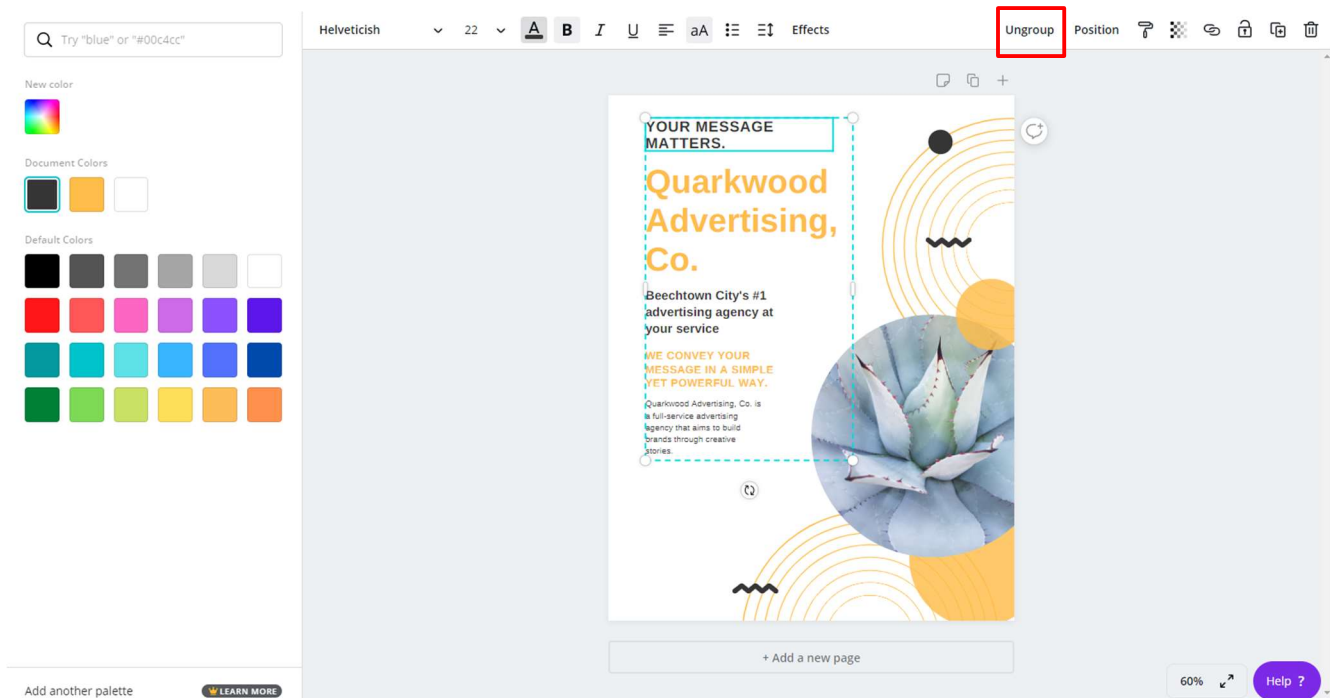 Try "blue" or "#00c4cc"
New color
Document Colors
Default Colors
Add another palette
LEARN MORE
Helveticish 22 A B I U aA Effects Ungroup Position
YOUR MESSAGE
MATTERS.
Quarkwood
Advertising,
Co.
Beechtown City's #1
advertising agency at
your service
WE CONVEY YOUR
MESSAGE IN A SIMPLE
YET POWERFUL WAY.
Quarkwood Advertising, Co. is
a full-service advertising
agency that aims to build
brands through creative
stories.
+ Add a new page
60%
Help ?